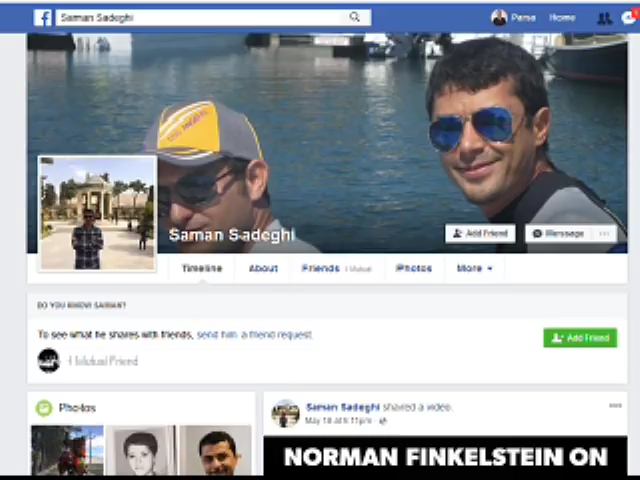 f Saman Sadeghi
Parsa Home
Saman Sadeghi
Add Friend Message
Timeline About Friends 1 Mutual Photos More
DO YOU KNOW SAMAN?
To see what he shares with friends, send him a friend request.
Add Friend
1 Mutual Friend
Photos
Saman Sadeghi shared a video.
May 18 at 5:11pm
NORMAN FINKELSTEIN ON